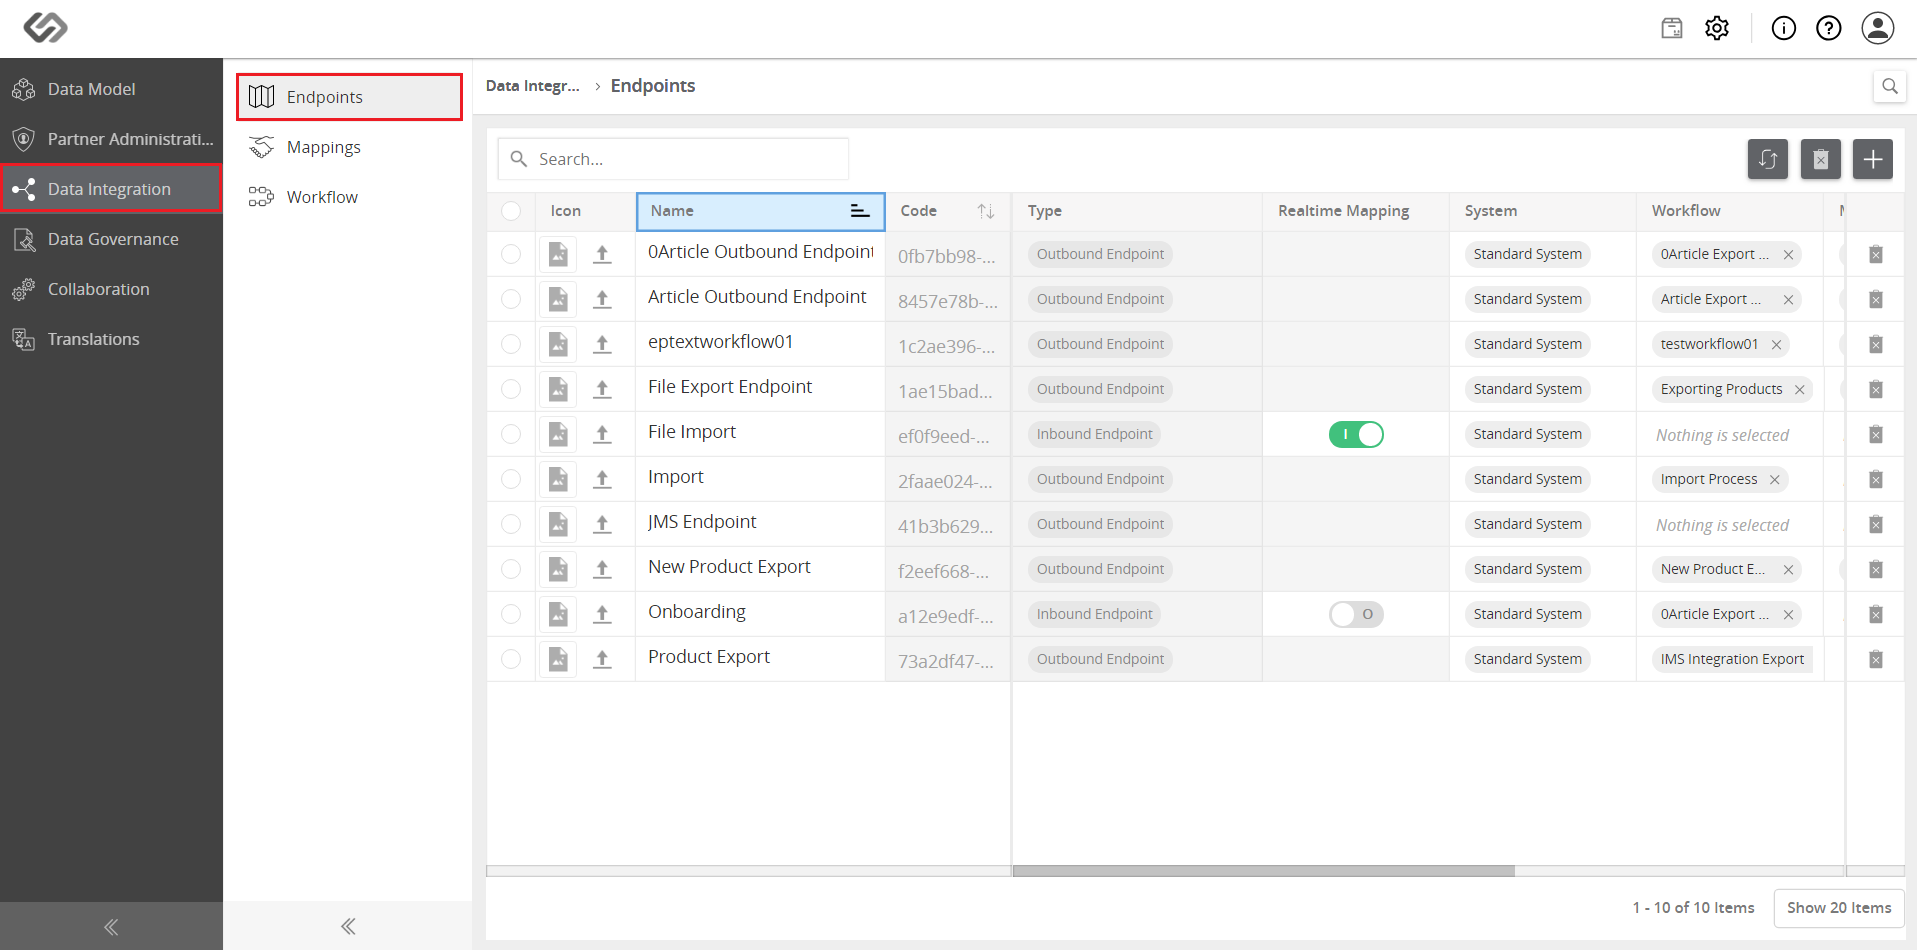 Data Model
Partner Administrati...
Data Integration
Data Governance
Collaboration
Translations
Endpoints
Mappings
Workflow
Data Integr... › Endpoints
Search...
Icon Name Code Type Realtime Mapping System Workflow
0Article Outbound Endpoint 0fb7bb98-... Outbound Endpoint Standard System 0Article Export ...
Article Outbound Endpoint 8457e78b-... Outbound Endpoint Standard System Article Export ...
eptextworkflow01 1c2ae396-... Outbound Endpoint Standard System testworkflow01
File Export Endpoint 1ae15bad... Outbound Endpoint Standard System Exporting Products
File Import ef0f9eed-... Inbound Endpoint I Standard System Nothing is selected
Import 2faae024-... Outbound Endpoint Standard System Import Process
JMS Endpoint 41b3b629... Outbound Endpoint Standard System Nothing is selected
New Product Export f2eef668-... Outbound Endpoint Standard System New Product E...
Onboarding a12e9edf-... Inbound Endpoint O Standard System 0Article Export ...
Product Export 73a2df47-... Outbound Endpoint Standard System IMS Integration Export
1 - 10 of 10 Items Show 20 Items